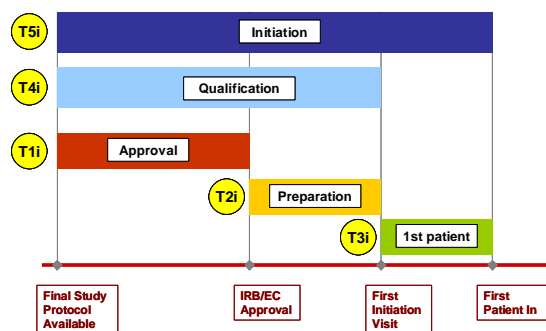 T5i
Initiation
T4i
Qualification
T1i
Approval
T2i
Preparation
T3i
1st patient
Final Study
Protocol
Available
IRB/EC
Approval
First
Initiation
Visit
First
Patient In